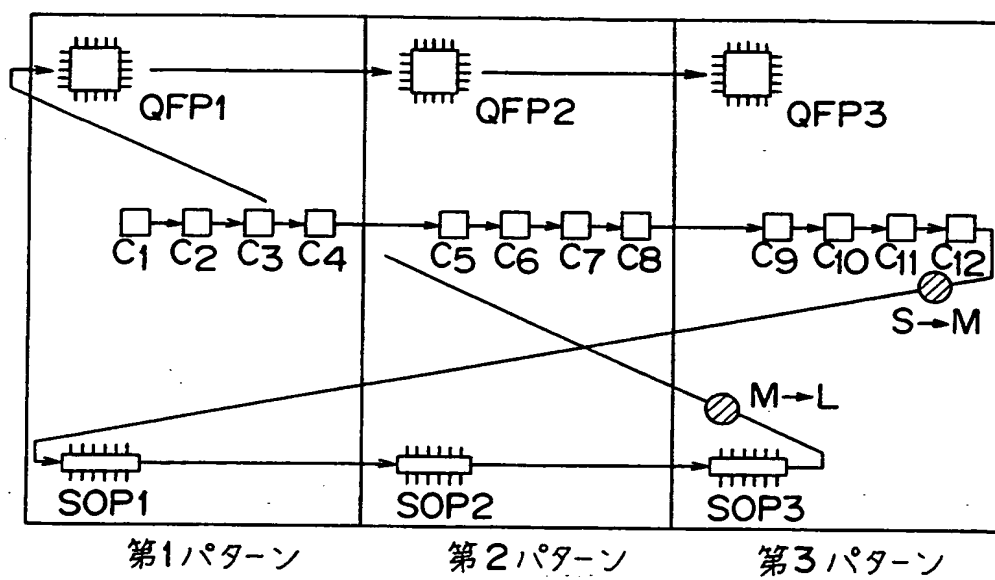 QFP1 QFP2 QFP3
C1 C2 C3 C4 C5 C6 C7 C8 C9 C10 C11 C12
S→M
M→L
SOP1 SOP2 SOP3
第1パターン 第2パターン 第3パターン